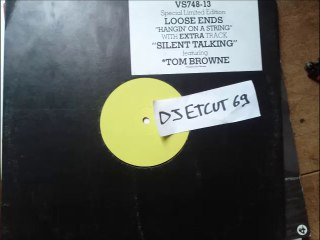 VS748-13
Special Limited Edition
LOOSE ENDS
"HANGIN' ON A STRING"
WITH EXTRA TRACK
"SILENT TALKING"
featuring
*TOM BROWNE
DJ ETCUT 69